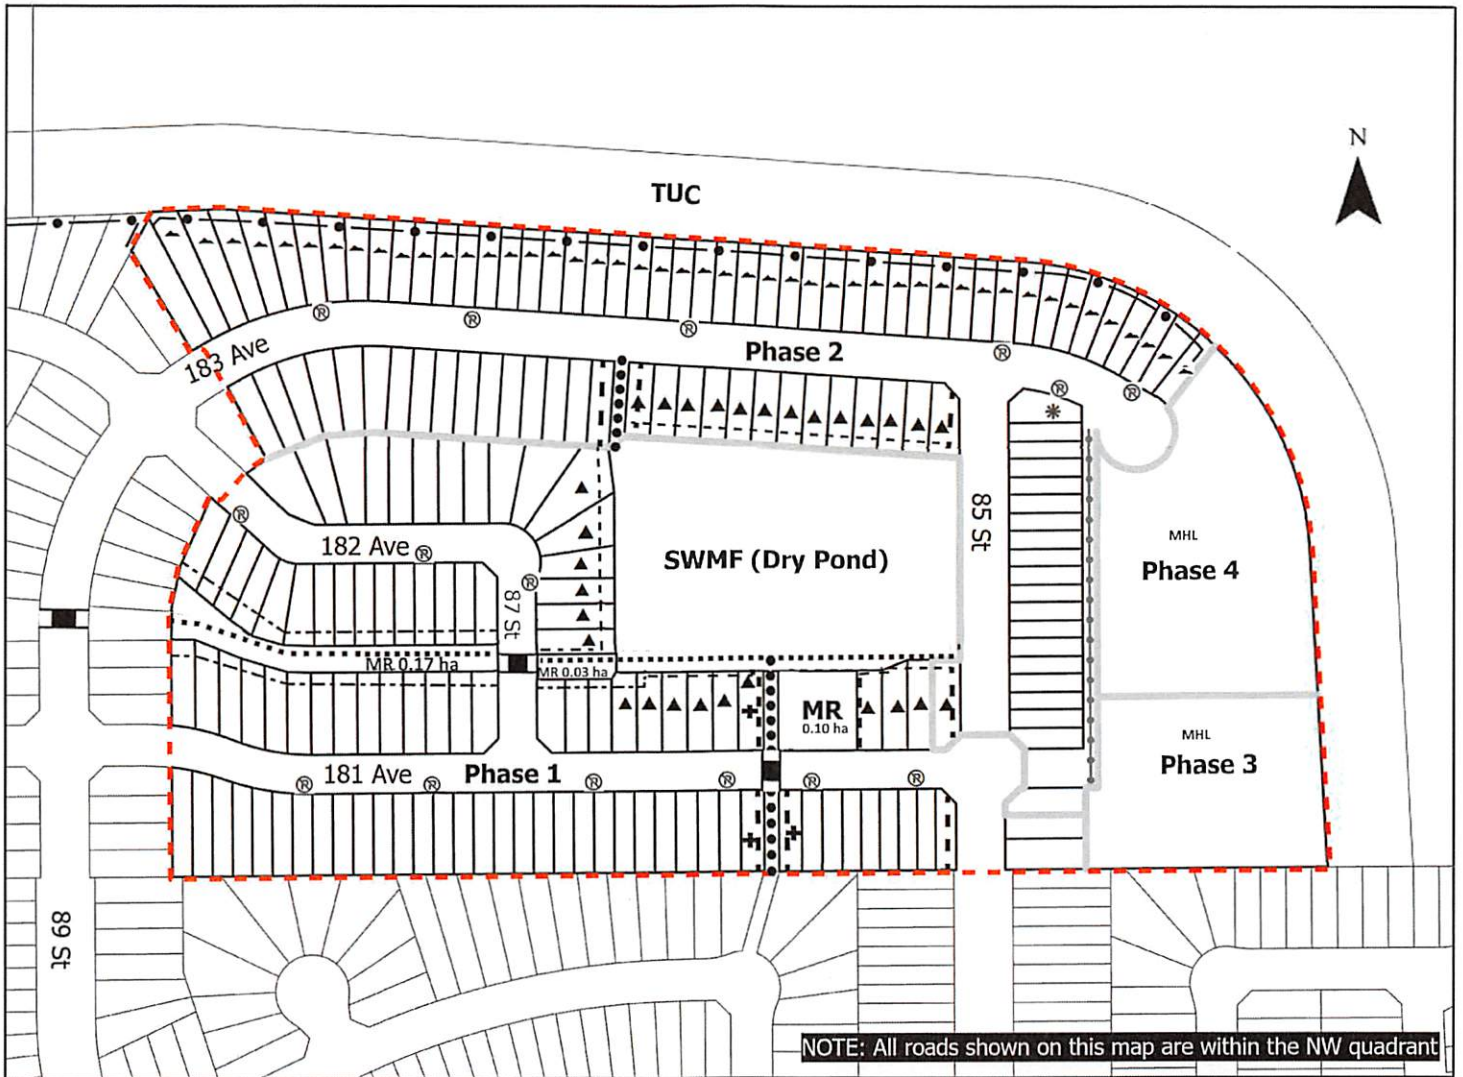 N
TUC
183 Ave
Phase 2
85 St
182 Ave
SWMF (Dry Pond)
MHL
Phase 4
87 St
MR 0.17 ha
MR 0.03 ha
MR
0.10 ha
MHL
Phase 3
181 Ave
Phase 1
89 St
NOTE: All roads shown on this map are within the NW quadrant
® ® ® ® ® ® ® ® ® ® ® ® ® ® ®